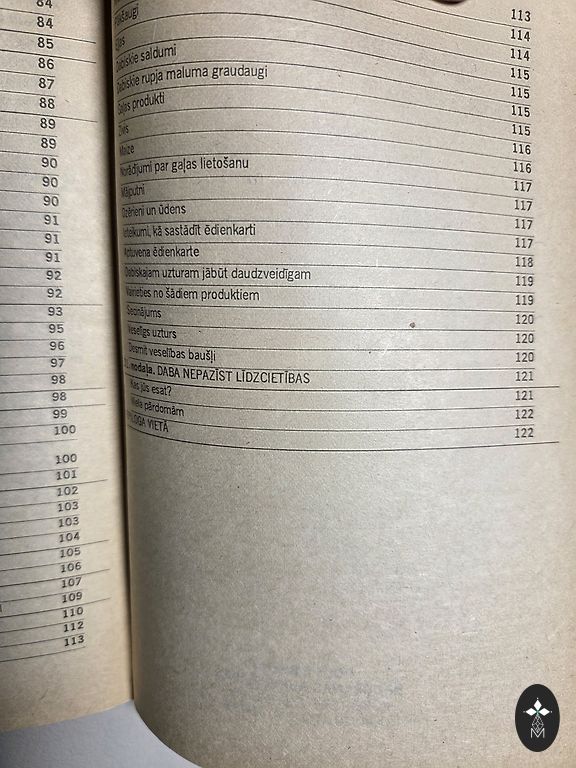 84
84
85
86
87
88
89
89
90
90
90
91
91
91
92
92
93
95
96
97
98
98
99
100
100
101
102
103
103
104
105
106
107
109
110
112
113
113
114
Pākšaugi 114
115
Dabiskie saldumi 115
Dabiskie rupja maluma graudaugi 115
Gaļas produkti 115
Zivis 116
Maize 116
Norādījumi par gaļas lietošanu 117
Mājputni 117
Dzērieni un ūdens 117
Ieteikumi, kā sastādīt ēdienkarti 117
Aptuvena ēdienkarte 118
Dabiskajam uzturam jābūt daudzveidīgam 119
Vairieties no šādiem produktiem 119
Secinājums 120
Veselīgs uzturs 120
Desmit veselības baušļi 120
nodaļa. DABA NEPAZĪST LĪDZCIETĪBAS 121
Kas jūs esat? 121
Viela pārdomām 122
VIETĀ 122
M